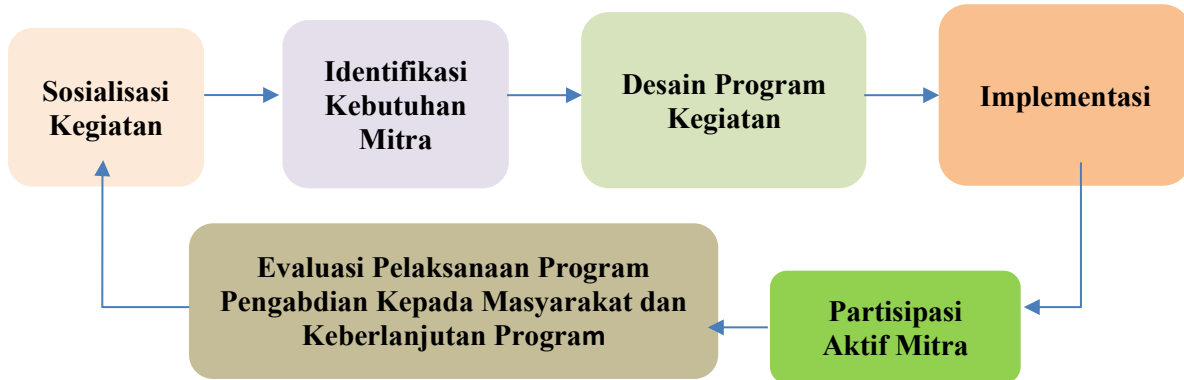 Sosialisasi
Kegiatan
Identifikasi
Kebutuhan
Mitra
Desain Program
Kegiatan
Implementasi
Partisipasi
Aktif Mitra
Evaluasi Pelaksanaan Program
Pengabdian Kepada Masyarakat dan
Keberlanjutan Program